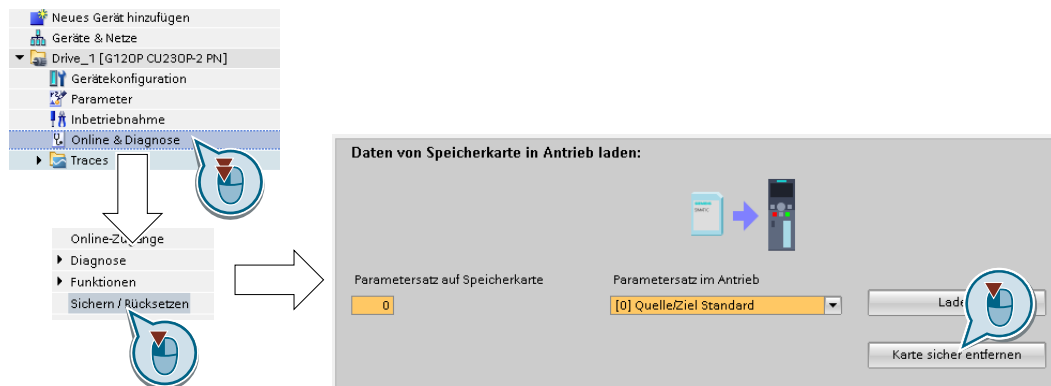 Neues Gerät hinzufügen
Geräte & Netze
Drive_1 [G120P CU230P-2 PN]
Gerätekonfiguration
Parameter
Inbetriebnahme
Online & Diagnose
Traces
Diagnose
Funktionen
Sichern / Rücksetzen
Daten von Speicherkarte in Antrieb laden:
Parametersatz auf Speicherkarte
Parametersatz im Antrieb
0
[0] Quelle/Ziel Standard
Karte sicher entfernen